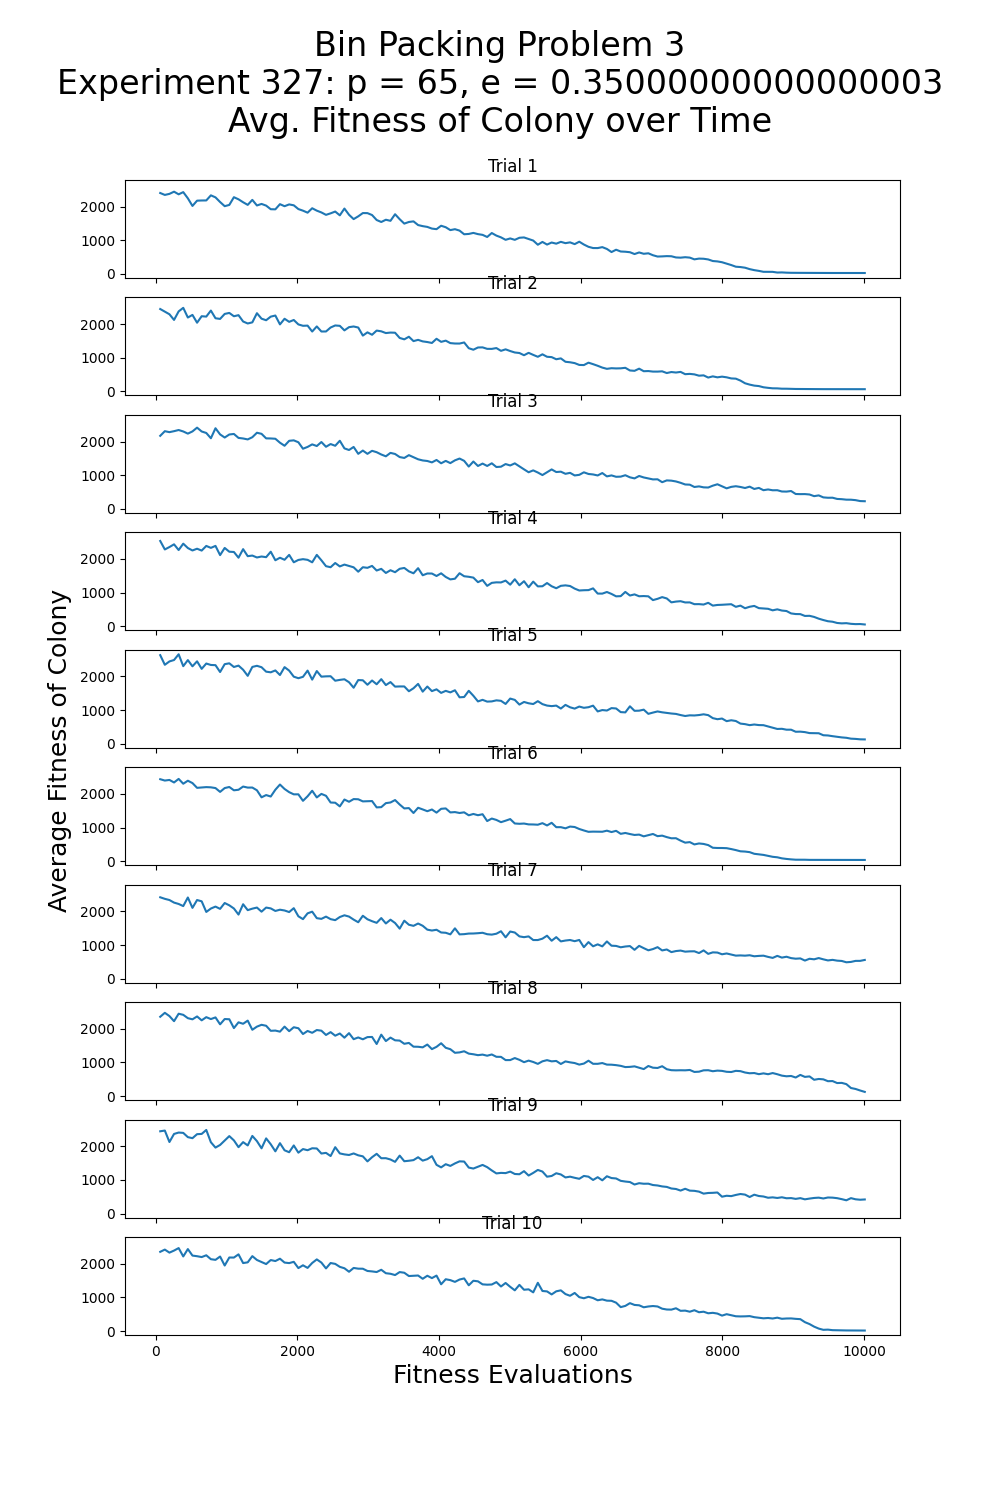 Bin Packing Problem 3
Experiment 327: p = 65, e = 0.35000000000000003
Avg. Fitness of Colony over Time
Average Fitness of Colony
Trial 1
2000
1000
0
Trial 2
2000
1000
0
Trial 3
2000
1000
0
Trial 4
2000
1000
0
Trial 5
2000
1000
0
Trial 6
2000
1000
0
Trial 7
2000
1000
0
Trial 8
2000
1000
0
Trial 9
2000
1000
0
Trial 10
2000
1000
0
0 2000 4000 6000 8000 10000
Fitness Evaluations